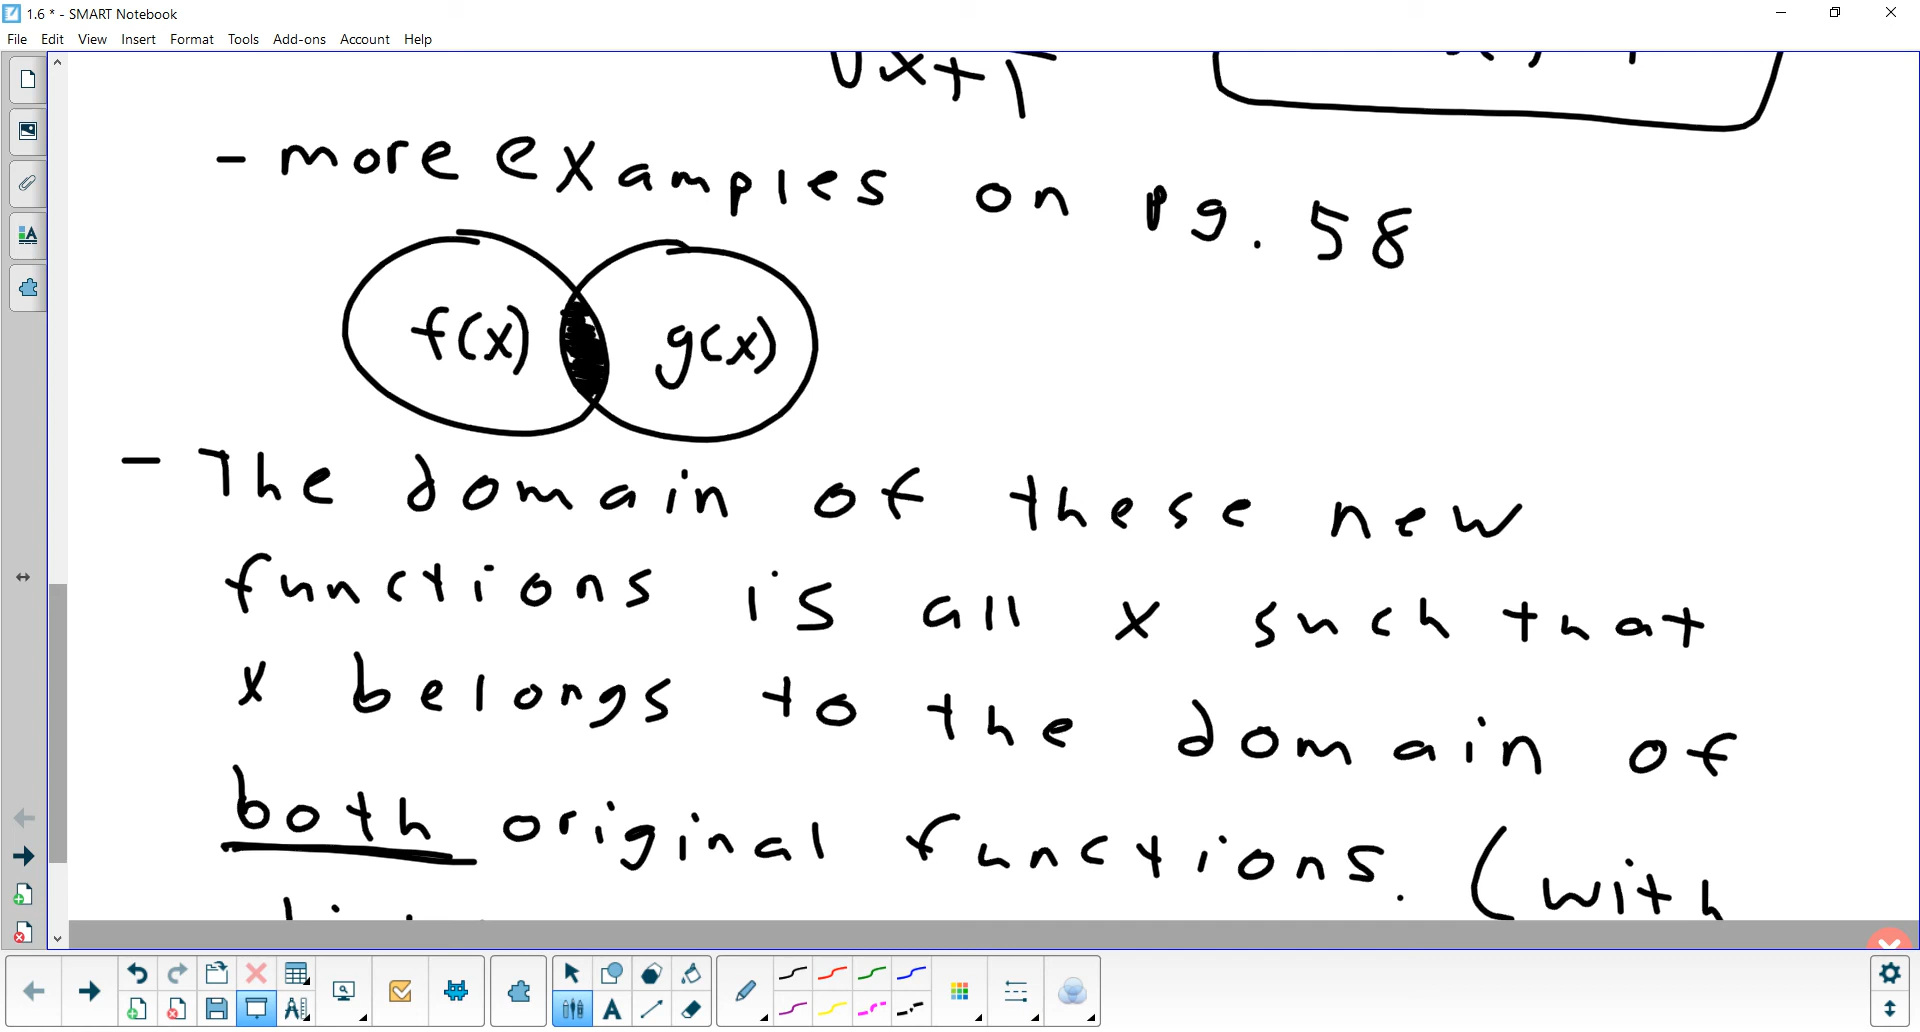 1.6 * - SMART Notebook
File Edit View Insert Format Tools Add-ons Account Help
√x+1
- more examples on pg. 58
f(x) g(x)
- The domain of these new
functions is all x such that
x belongs to the domain of
both original functions. (with